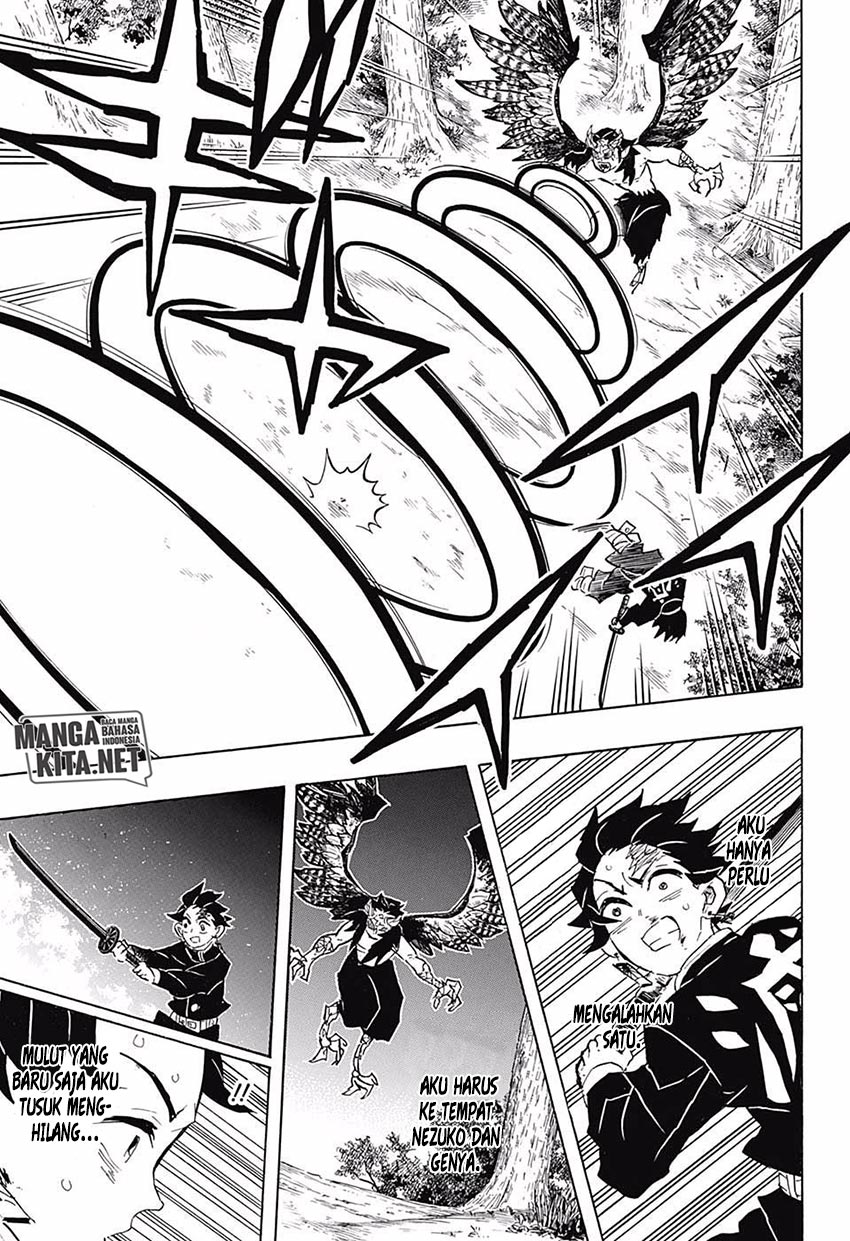 ギ
MANGA
KITA.NET
BACA MANGA
BAHASA
INDONESIA
AKU
HANYA
PERLU
MENGALAHKAN
SATU.
AKU HARUS
KE TEMPAT
NEZUKO DAN
GENYA.
!!
MULUT YANG
BARU SAJA AKU
TUSUK MENG-
HILANG...